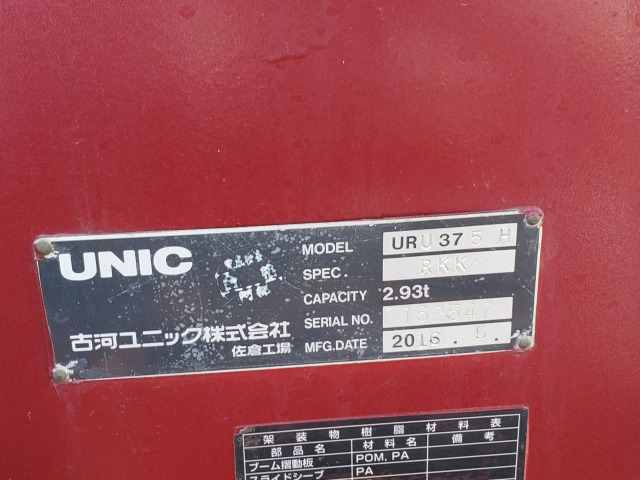 UNIC
古河ユニック株式会社
佐倉工場
MODEL URU375H
SPEC. RKK
CAPACITY 2.93t
SERIAL NO.
MFG.DATE 2016.9.
架装物樹脂材料表
部品名 材料名 備考
ブーム摺動板 POM, PA
スライドシーブ PA